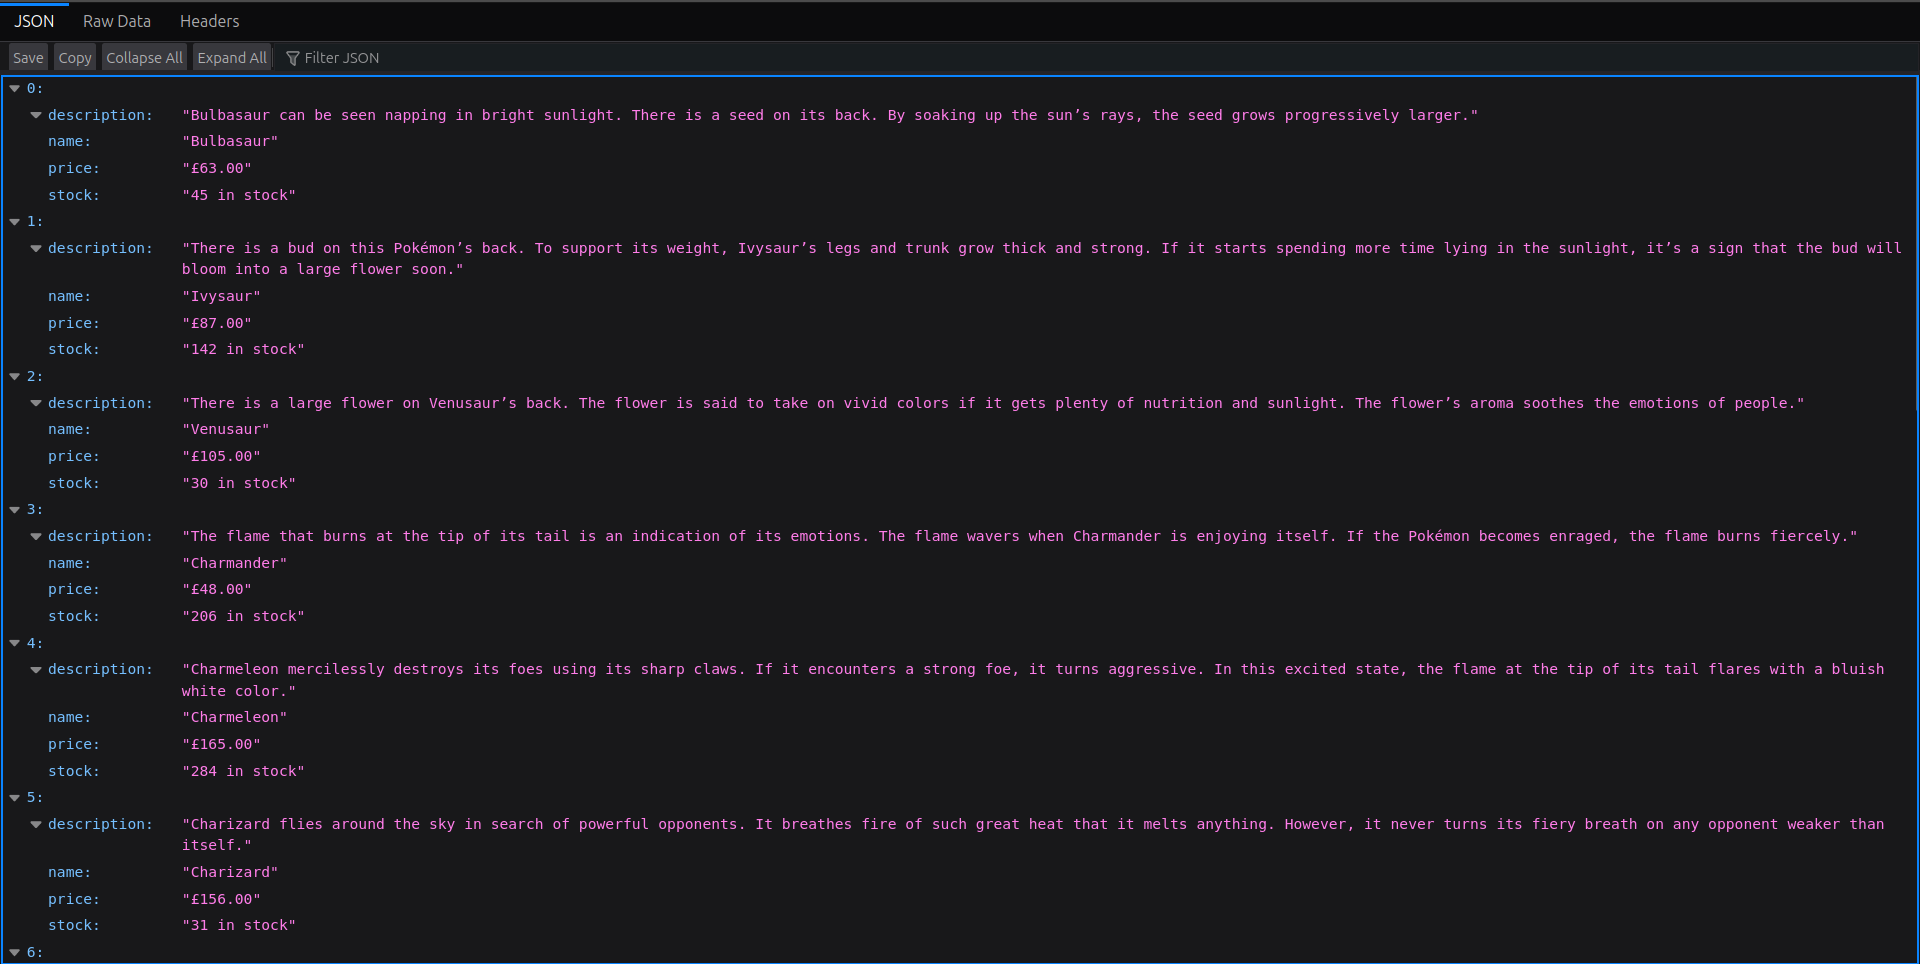 JSON Raw Data Headers
Save Copy Collapse All Expand All Filter JSON
0:
description: "Bulbasaur can be seen napping in bright sunlight. There is a seed on its back. By soaking up the sun’s rays, the seed grows progressively larger."
name: "Bulbasaur"
price: "£63.00"
stock: "45 in stock"
1:
description: "There is a bud on this Pokémon’s back. To support its weight, Ivysaur’s legs and trunk grow thick and strong. If it starts spending more time lying in the sunlight, it’s a sign that the bud will
bloom into a large flower soon."
name: "Ivysaur"
price: "£87.00"
stock: "142 in stock"
2:
description: "There is a large flower on Venusaur’s back. The flower is said to take on vivid colors if it gets plenty of nutrition and sunlight. The flower’s aroma soothes the emotions of people."
name: "Venusaur"
price: "£105.00"
stock: "30 in stock"
3:
description: "The flame that burns at the tip of its tail is an indication of its emotions. The flame wavers when Charmander is enjoying itself. If the Pokémon becomes enraged, the flame burns fiercely."
name: "Charmander"
price: "£48.00"
stock: "206 in stock"
4:
description: "Charmeleon mercilessly destroys its foes using its sharp claws. If it encounters a strong foe, it turns aggressive. In this excited state, the flame at the tip of its tail flares with a bluish
white color."
name: "Charmeleon"
price: "£165.00"
stock: "284 in stock"
5:
description: "Charizard flies around the sky in search of powerful opponents. It breathes fire of such great heat that it melts anything. However, it never turns its fiery breath on any opponent weaker than
itself."
name: "Charizard"
price: "£156.00"
stock: "31 in stock"
6: